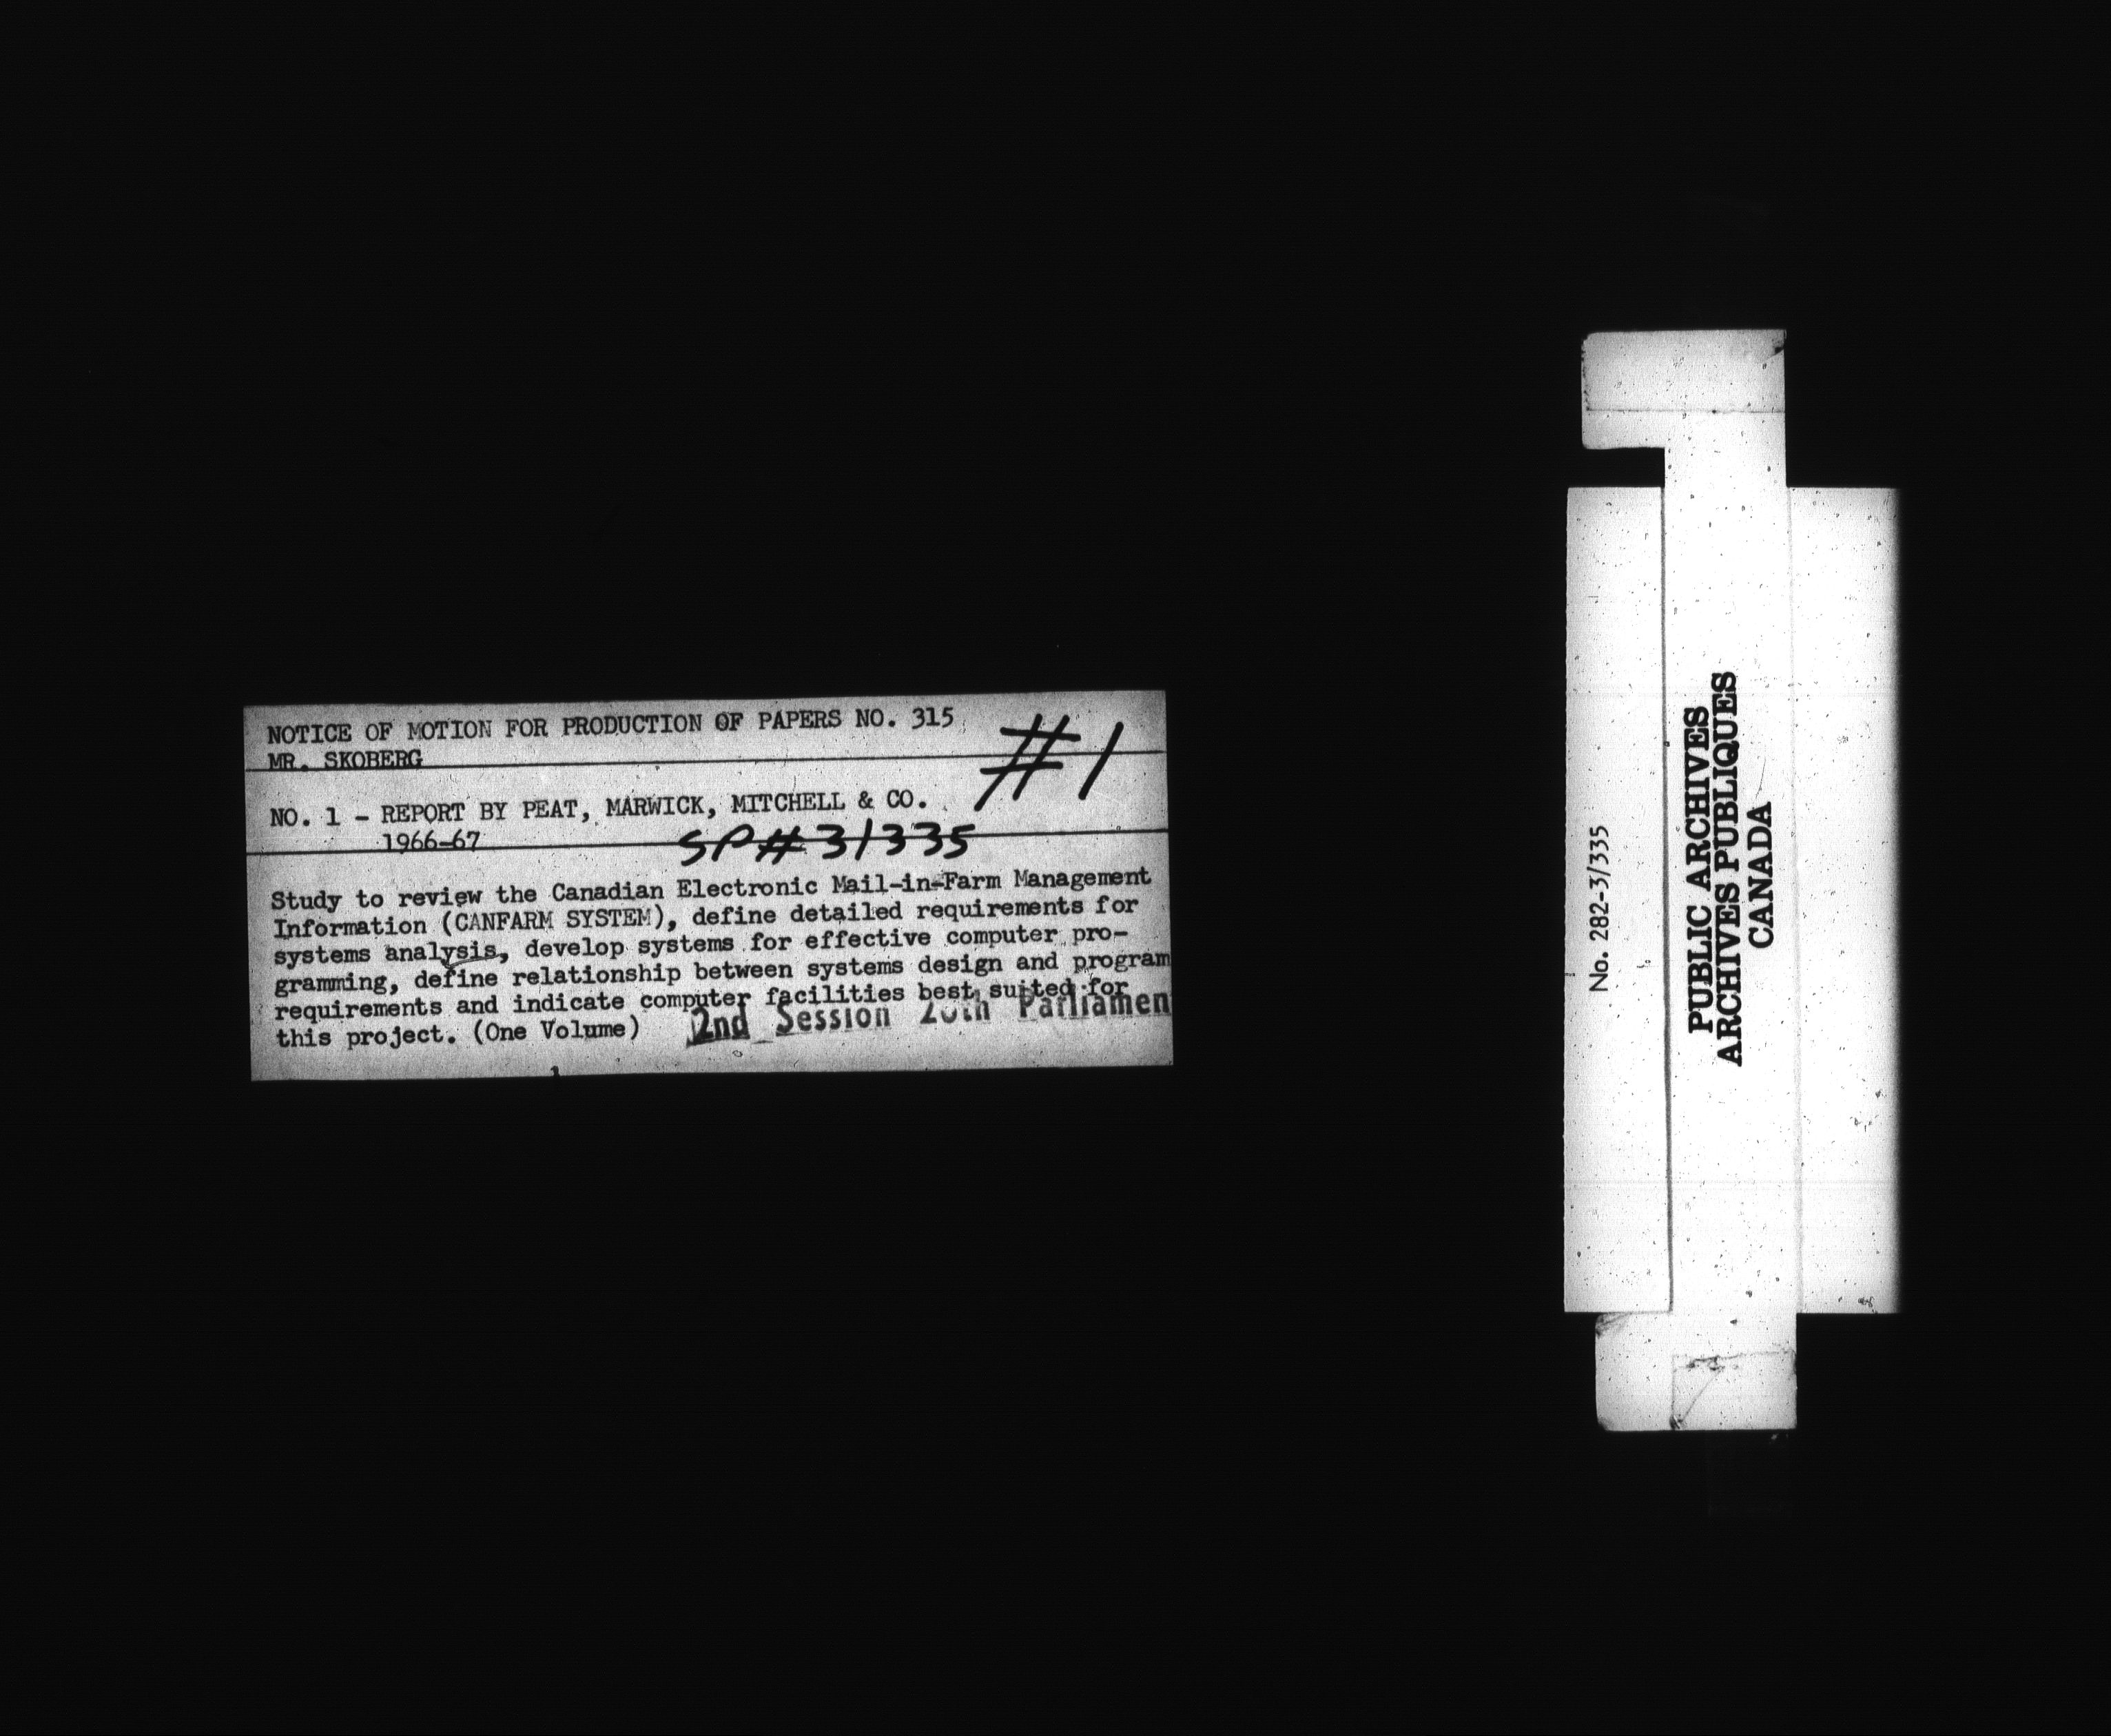 NOTICE OF MOTION FOR PRODUCTION OF PAPERS NO. 315
MR. SKOBERG
#1
NO. 1 - REPORT BY PEAT, MARWICK, MITCHELL & CO.
1966-67
SP#3/335
Study to review the Canadian Electronic Mail-in-Farm Management
Information (CANFARM SYSTEM), define detailed requirements for
systems analysis, develop systems for effective computer pro-
gramming, define relationship between systems design and program
requirements and indicate computer facilities best suited for
this project. (One Volume)
2nd Session Parliamen
No. 282-3/335
PUBLIC ARCHIVES
ARCHIVES PUBLIQUES
CANADA